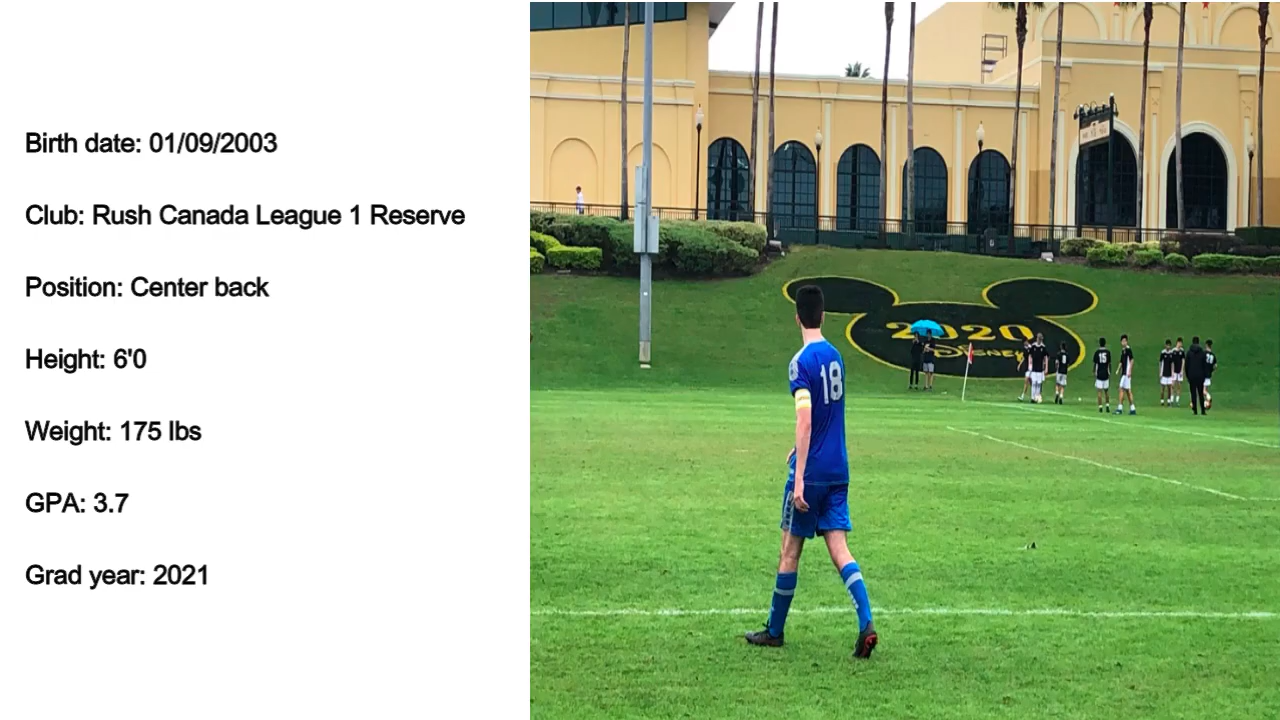 Birth date: 01/09/2003
Club: Rush Canada League 1 Reserve
Position: Center back
Height: 6'0
Weight: 175 lbs
GPA: 3.7
Grad year: 2021
18
2020
Disney
15